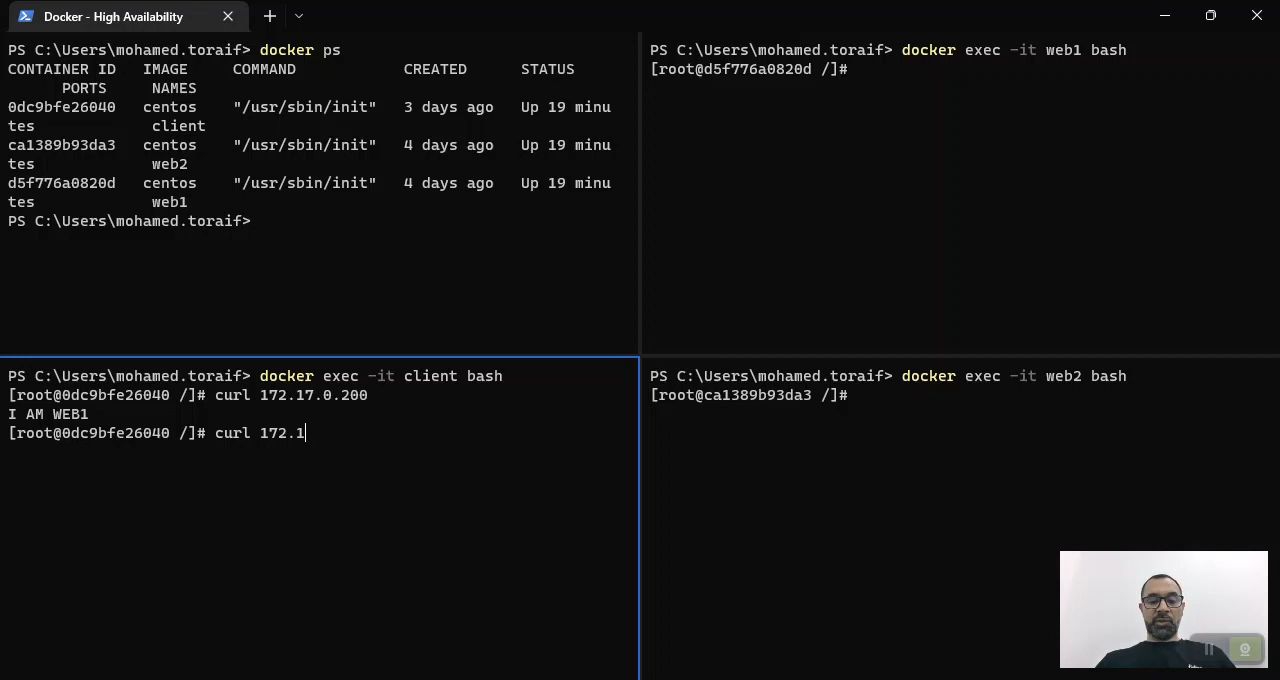 Docker - High Availability
PS C:\Users\mohamed.toraif> docker ps
CONTAINER ID   IMAGE     COMMAND            CREATED      STATUS
      PORTS     NAMES
0dc9bfe26040   centos    "/usr/sbin/init"   3 days ago   Up 19 minu
tes             client
ca1389b93da3   centos    "/usr/sbin/init"   4 days ago   Up 19 minu
tes             web2
d5f776a0820d   centos    "/usr/sbin/init"   4 days ago   Up 19 minu
tes             web1
PS C:\Users\mohamed.toraif>
PS C:\Users\mohamed.toraif> docker exec -it web1 bash
[root@d5f776a0820d /]#
PS C:\Users\mohamed.toraif> docker exec -it client bash
[root@0dc9bfe26040 /]# curl 172.17.0.200
I AM WEB1
[root@0dc9bfe26040 /]# curl 172.1
PS C:\Users\mohamed.toraif> docker exec -it web2 bash
[root@ca1389b93da3 /]#